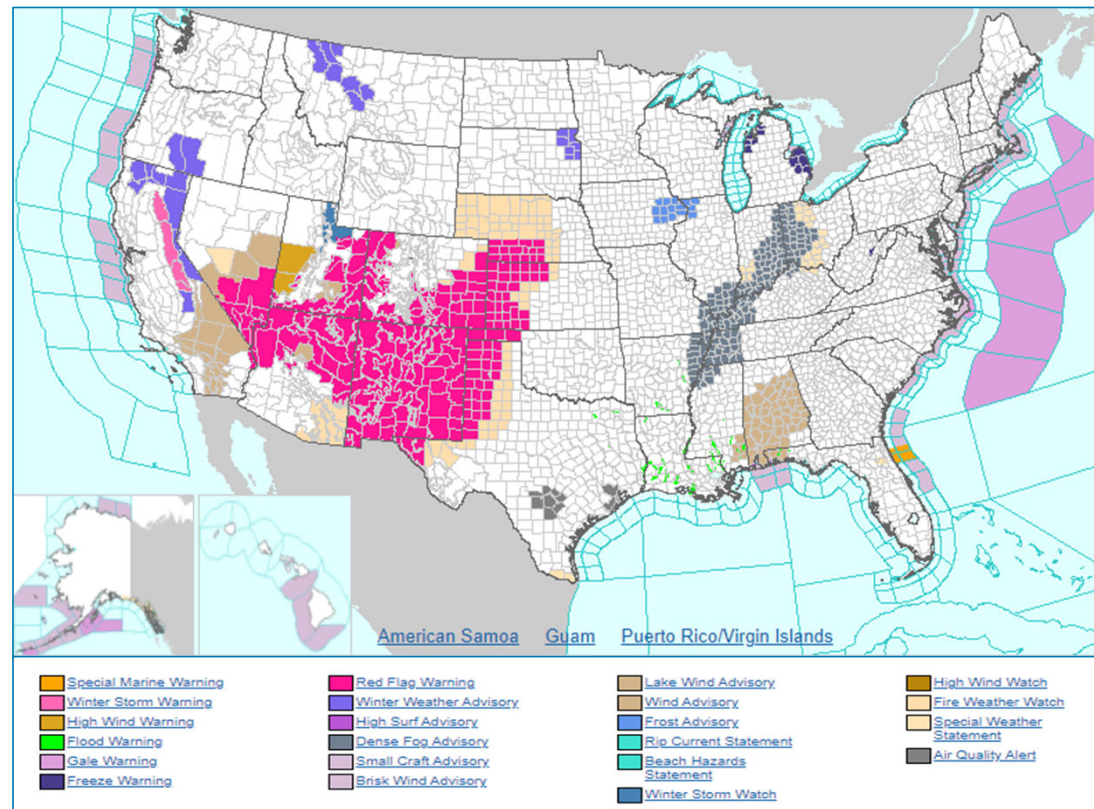 American Samoa Guam Puerto Rico/Virgin Islands
Special Marine Warning
Winter Storm Warning
High Wind Warning
Flood Warning
Gale Warning
Freeze Warning
Red Flag Warning
Winter Weather Advisory
High Surf Advisory
Dense Fog Advisory
Small Craft Advisory
Brisk Wind Advisory
Lake Wind Advisory
Wind Advisory
Frost Advisory
Rip Current Statement
Beach Hazards
Statement
Winter Storm Watch
High Wind Watch
Fire Weather Watch
Special Weather
Statement
Air Quality Alert